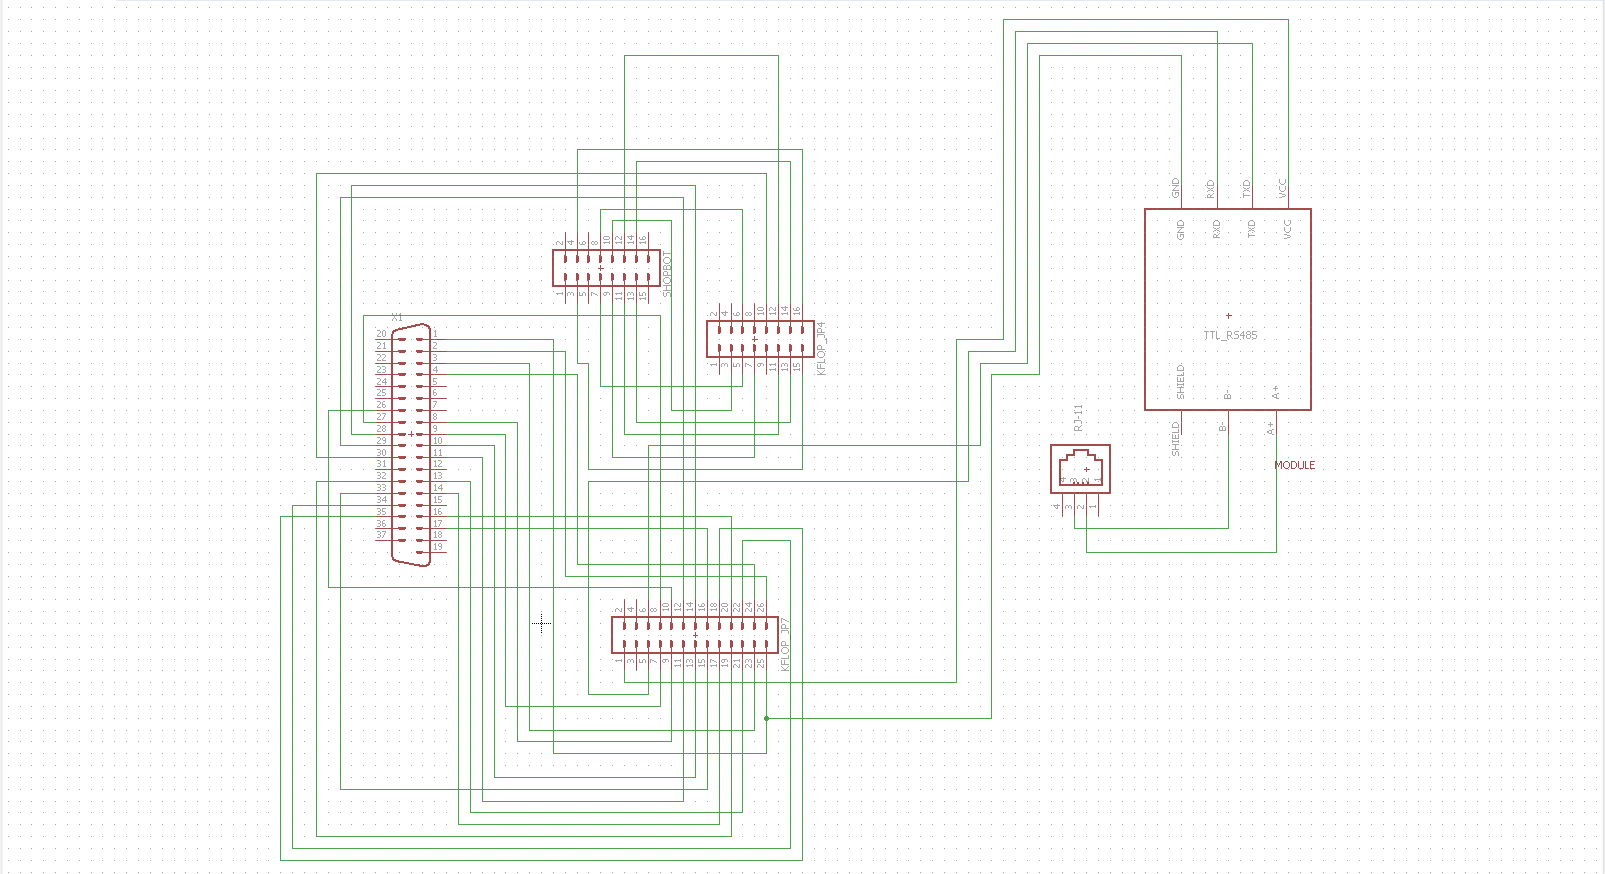 GND
RXD
TXD
VCC
GND
RXD
TXD
VCC
TTL_RS485
SHIELD
B-
A+
SHIELD
B-
A+
MODULE
2 4 6 8 10 12 14 16
SHOPBOT
1 3 5 7 9 11 13 15
2 4 6 8 10 12 14 16
KFLOP_JP4
1 3 5 7 9 11 13 15
X1
20 1
21 2
22 3
23 4
24 5
25 6
26 7
27 8
28 9
29 10
30 11
31 12
32 13
33 14
34 15
35 16
36 17
37 18
19
RJ-11
4 3 2 1
4 3 2 1
2 4 6 8 10 12 14 16 18 20 22 24 26
KFLOP_JP7
1 3 5 7 9 11 13 15 17 19 21 23 25